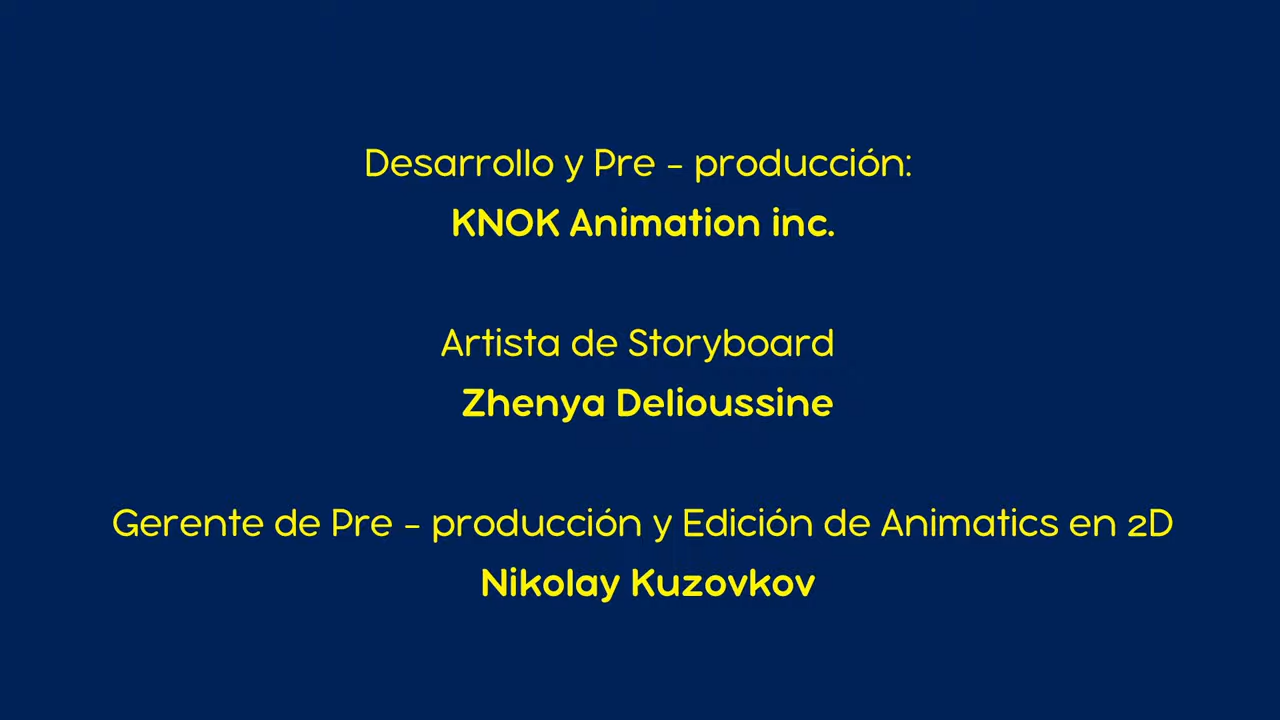 Desarrollo y Pre - producción:
KNOK Animation inc.
Artista de Storyboard
Zhenya Delioussine
Gerente de Pre - producción y Edición de Animatics en 2D
Nikolay Kuzovkov